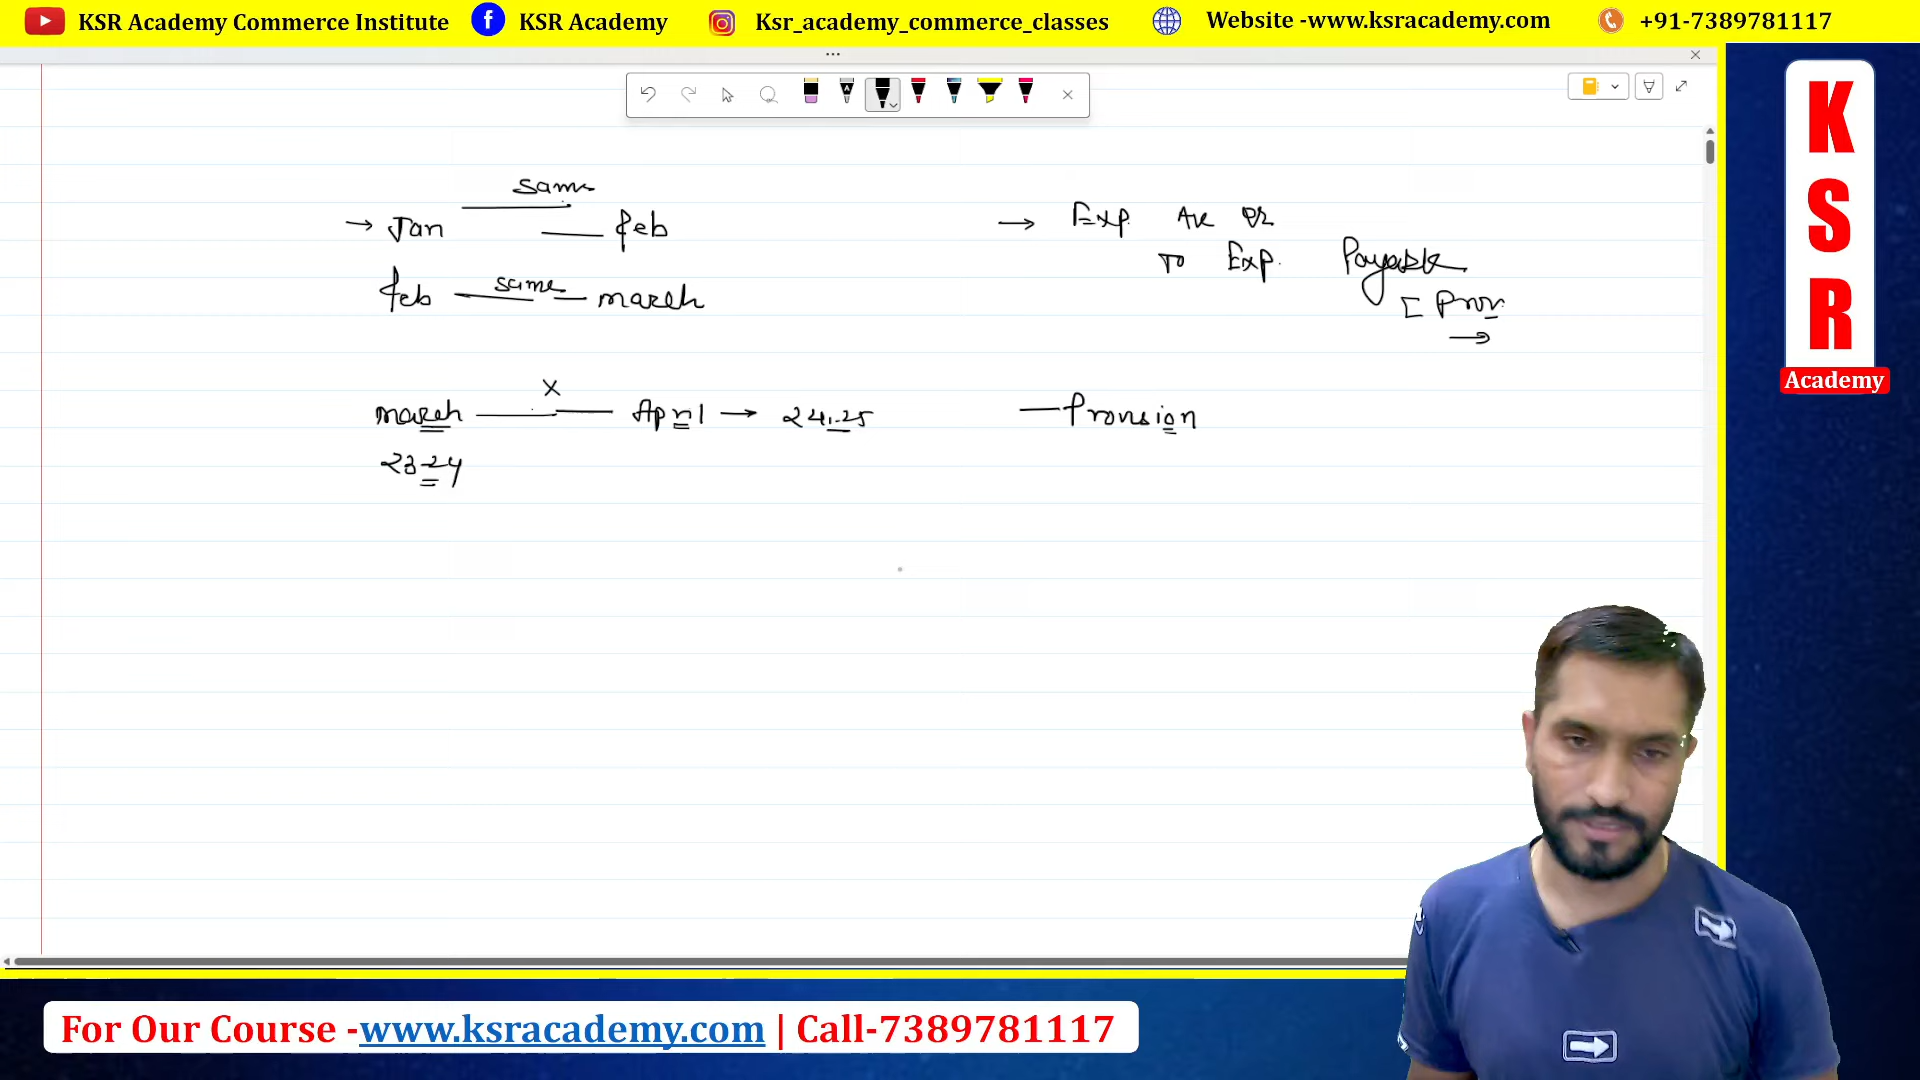 KSR Academy Commerce Institute KSR Academy Ksr_academy_commerce_classes Website -www.ksracademy.com +91-7389781117
K
S
R
Academy
same
→ Jan — feb
feb — same — march
→ Exp. A/c Dr
To Exp. Payable
[Prov.
→
x
march — April → 24.25
23-24
— Provision
For Our Course -www.ksracademy.com | Call-7389781117